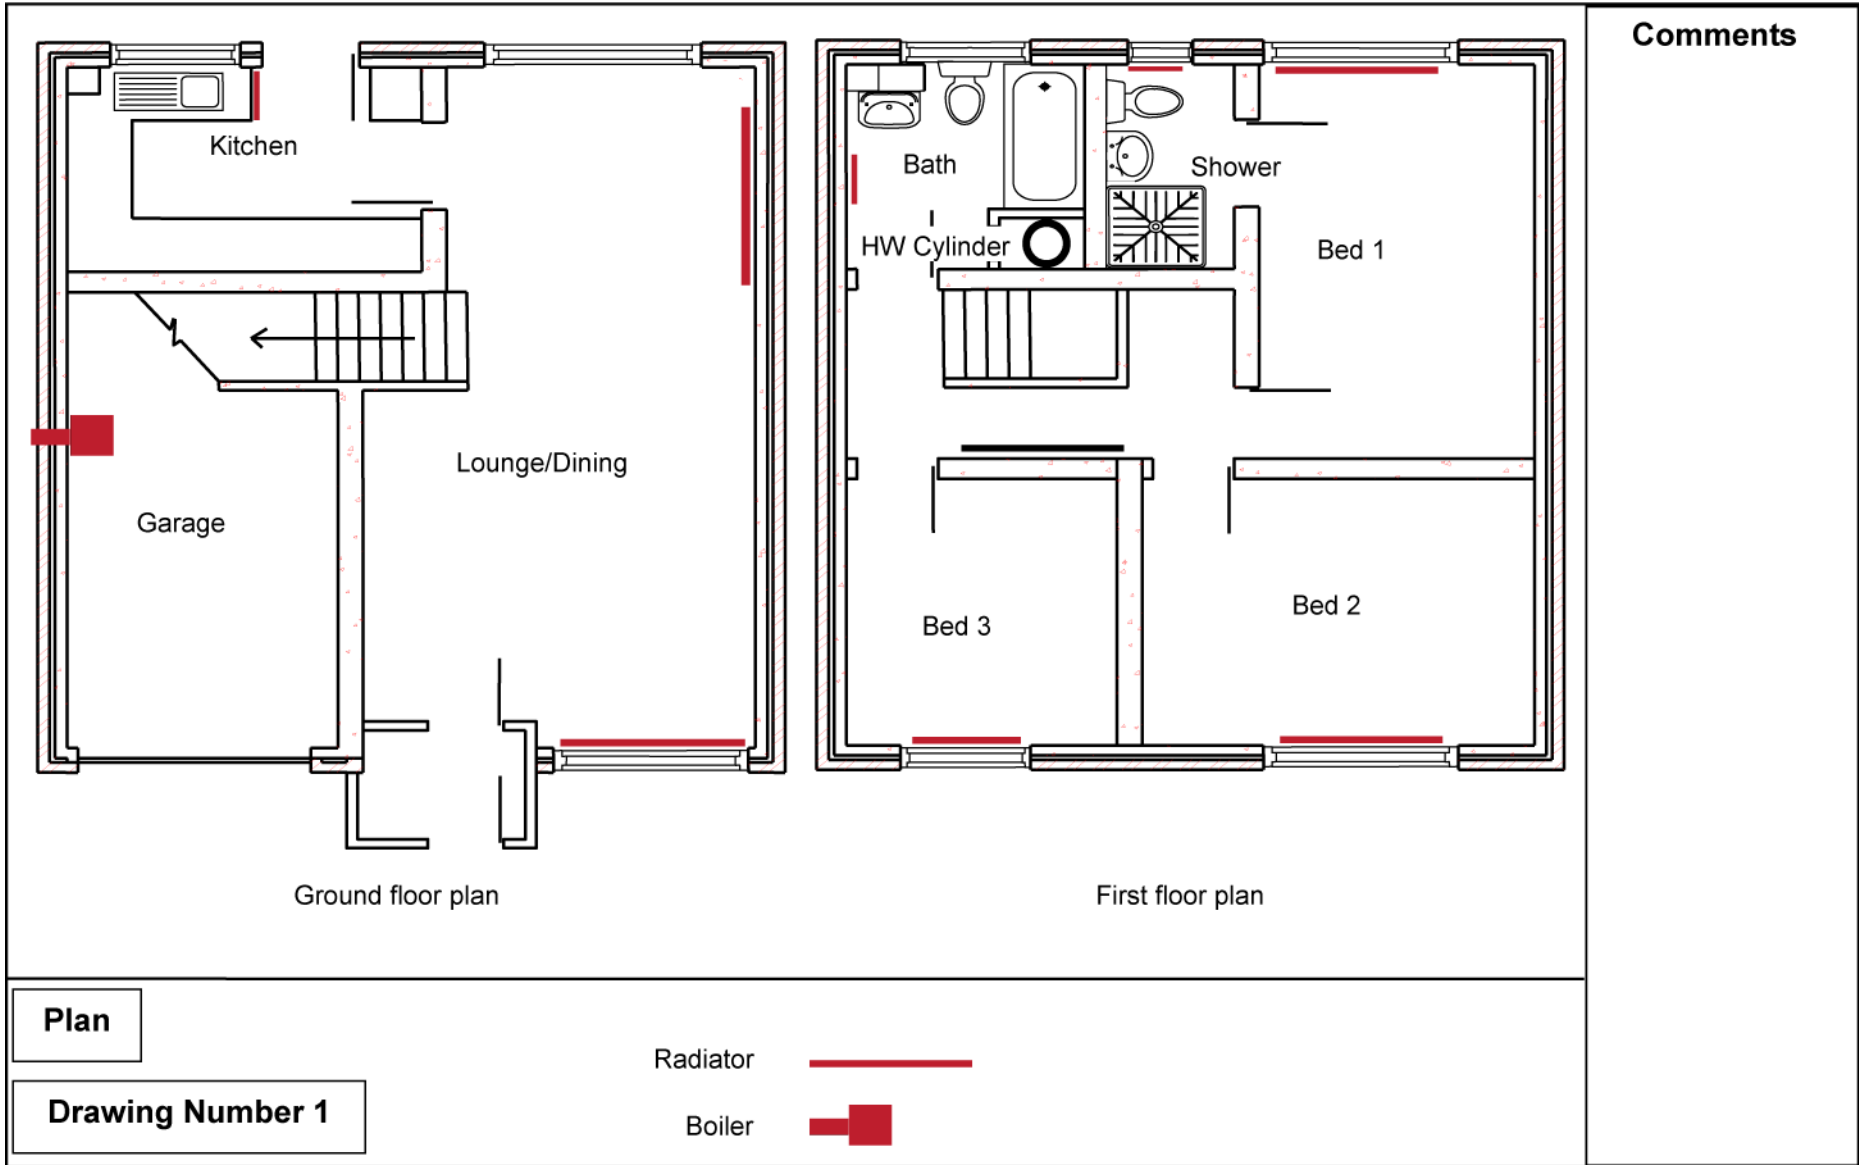 Comments
Kitchen
Bath
Shower
HW Cylinder
Bed 1
Lounge/Dining
Garage
Bed 3
Bed 2
Ground floor plan
First floor plan
Plan
Radiator
Drawing Number 1
Boiler